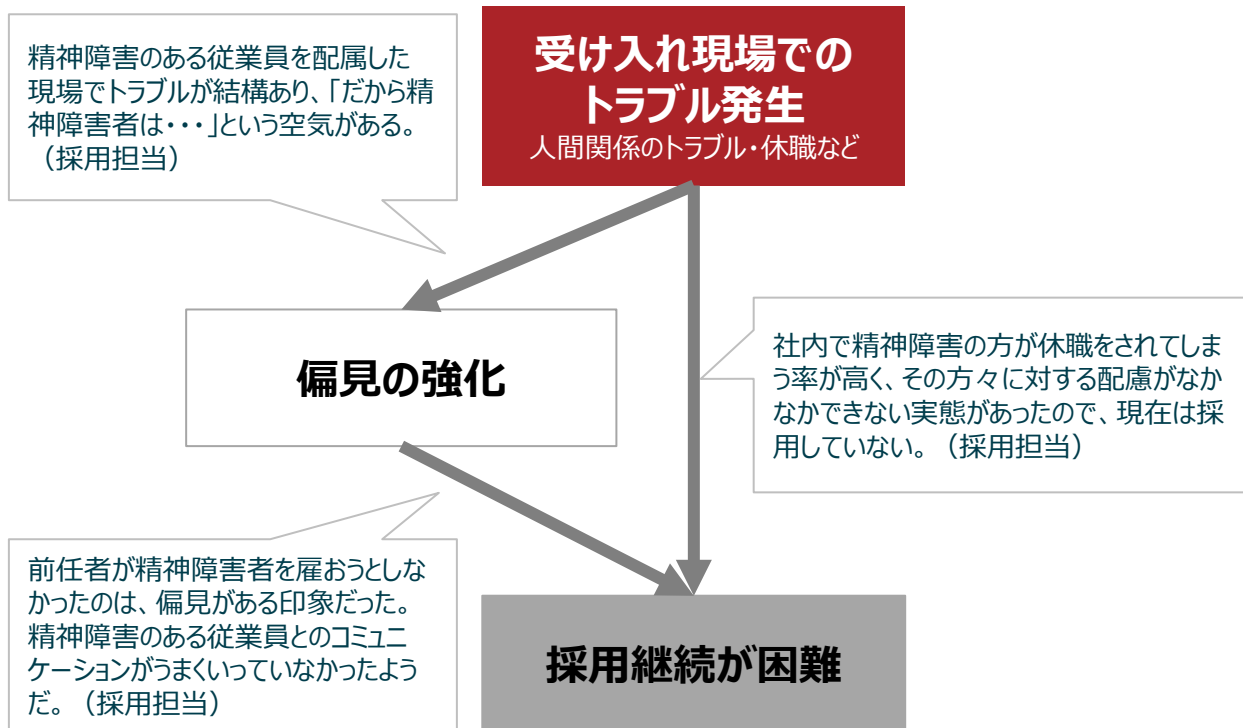 精神障害のある従業員を配属した
現場でトラブルが結構あり、「だから精
神障害者は・・・」という空気がある。
（採用担当）
受け入れ現場での
トラブル発生
人間関係のトラブル・休職など
偏見の強化
社内で精神障害の方が休職をされてしま
う率が高く、その方々に対する配慮がなか
なかできない実態があったので、現在は採
用していない。（採用担当）
前任者が精神障害者を雇おうとしな
かったのは、偏見がある印象だった。
精神障害のある従業員とのコミュニ
ケーションがうまくいっていなかったよう
だ。（採用担当）
採用継続が困難